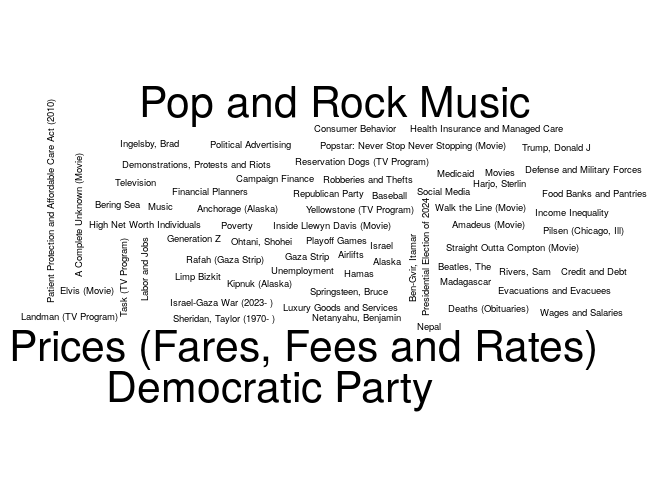 Pop and Rock Music
Consumer Behavior
Health Insurance and Managed Care
Ingelsby, Brad
Political Advertising
Popstar: Never Stop Never Stopping (Movie)
Trump, Donald J
Demonstrations, Protests and Riots
Reservation Dogs (TV Program)
Medicaid
Movies
Defense and Military Forces
Television
Campaign Finance
Robberies and Thefts
Harjo, Sterlin
Financial Planners
Republican Party
Baseball
Social Media
Food Banks and Pantries
Bering Sea
Music
Anchorage (Alaska)
Yellowstone (TV Program)
Walk the Line (Movie)
Income Inequality
High Net Worth Individuals
Poverty
Inside Llewyn Davis (Movie)
Amadeus (Movie)
Pilsen (Chicago, Ill)
Generation Z
Ohtani, Shohei
Playoff Games
Israel
Straight Outta Compton (Movie)
Rafah (Gaza Strip)
Gaza Strip
Airlifts
Alaska
Beatles, The
Rivers, Sam
Credit and Debt
Limp Bizkit
Unemployment
Hamas
Kipnuk (Alaska)
Madagascar
Elvis (Movie)
Springsteen, Bruce
Evacuations and Evacuees
Israel-Gaza War (2023- )
Luxury Goods and Services
Deaths (Obituaries)
Wages and Salaries
Landman (TV Program)
Sheridan, Taylor (1970- )
Netanyahu, Benjamin
Nepal
Patient Protection and Affordable Care Act (2010)
A Complete Unknown (Movie)
Task (TV Program)
Labor and Jobs
Ben-Gvir, Itamar
Presidential Election of 2024
Prices (Fares, Fees and Rates)
Democratic Party